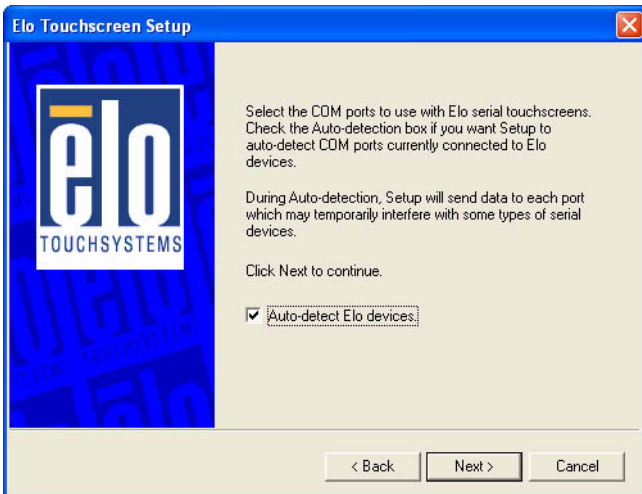 Elo Touchscreen Setup
elo
TOUCHSYSTEMS
Select the COM ports to use with Elo serial touchscreens.
Check the Auto-detection box if you want Setup to
auto-detect COM ports currently connected to Elo
devices.
During Auto-detection, Setup will send data to each port
which may temporarily interfere with some types of serial
devices.
Click Next to continue.
Auto-detect Elo devices.
< Back
Next >
Cancel